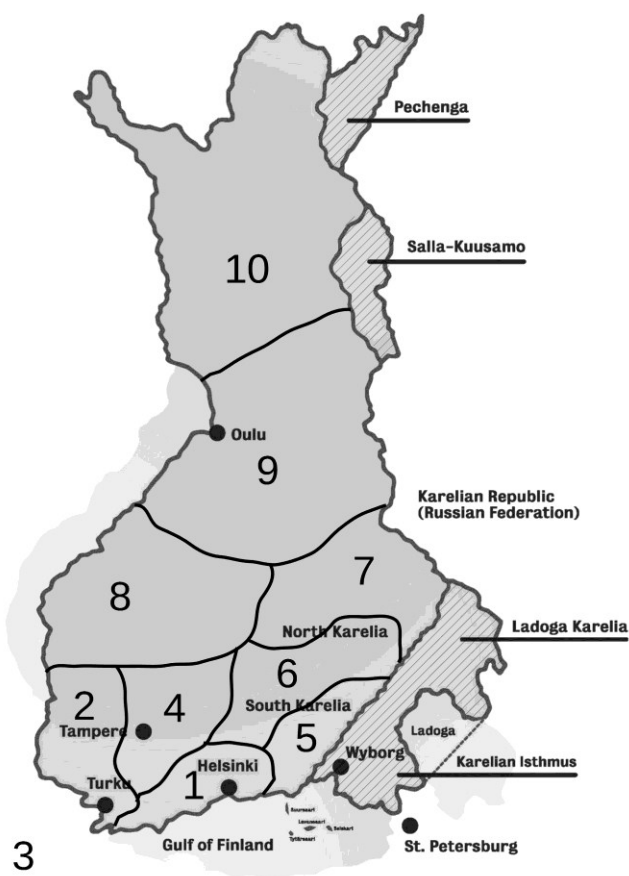 Pechenga
Salla-Kuusamo
10
Oulu
9
Karelian Republic
(Russian Federation)
7
8
North Karelia
Ladoga Karelia
6
2
4
South Karelia
Tampere
5
Ladoga
Wyborg
Karelian Isthmus
Helsinki
1
Turku
Gulf of Finland
St. Petersburg
3